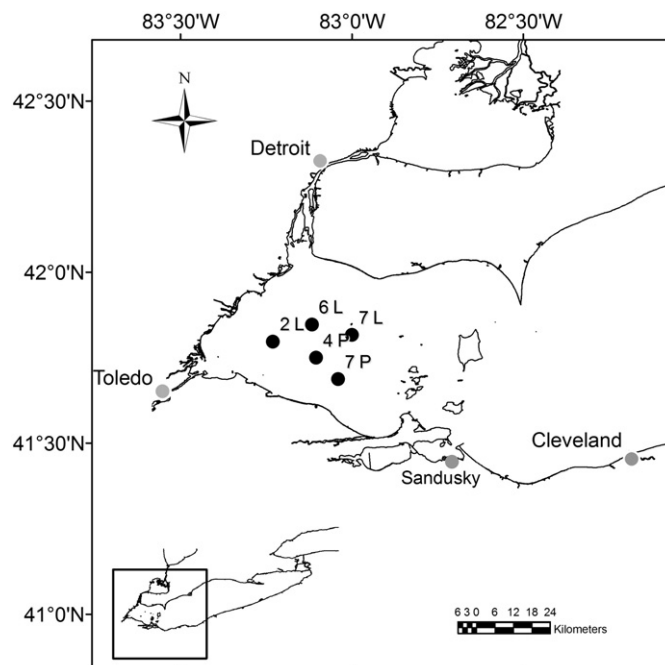 83°30'W 83°0'W 82°30'W
42°30'N
N
Detroit
42°0'N
6 L
7 L
2 L
4 P
7 P
Toledo
41°30'N
Cleveland
Sandusky
41°0'N
6 3 0 6 12 18 24
Kilometers